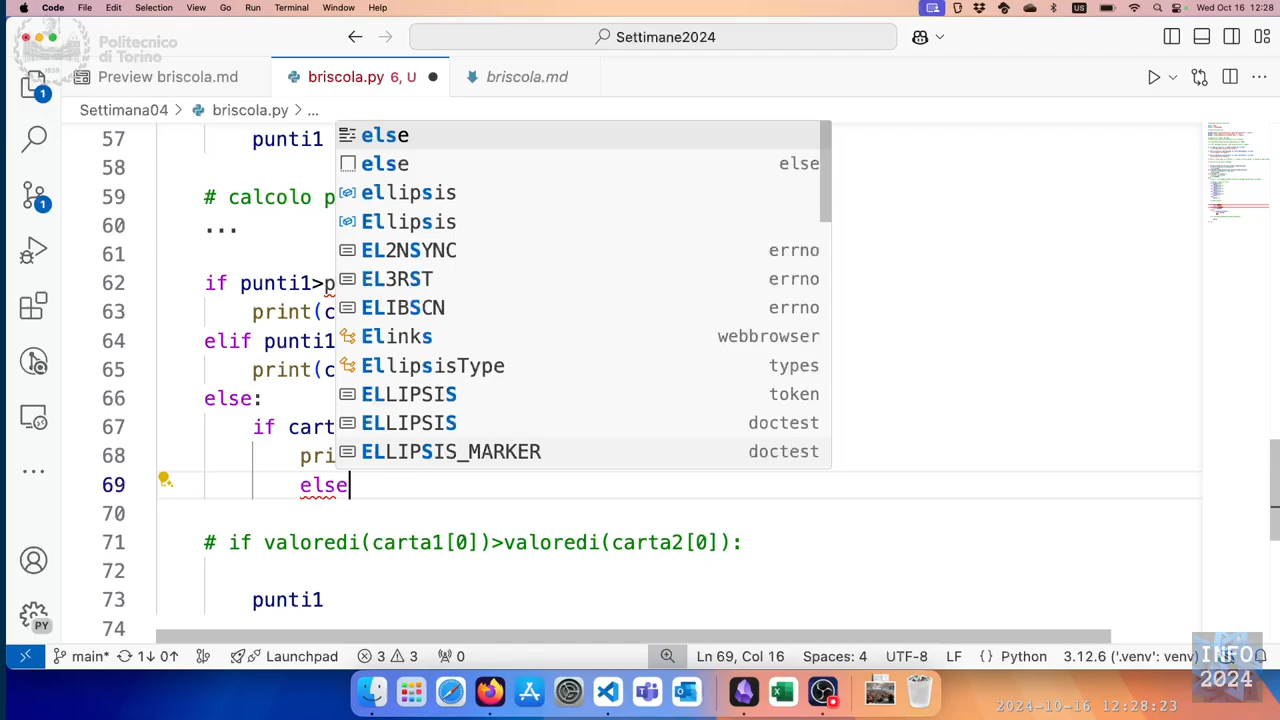 Code File Edit Selection View Go Run Terminal Window Help US Wed Oct 16 12:28
Politecnico
di Torino
Settimane2024
Preview briscola.md briscola.py 6, U briscola.md
Settimana04 > briscola.py > ...
57 punti1
58
59 # calcolo p
60 ...
61
62 if punti1>p
63 print(c
64 elif punti1
65 print(c
66 else:
67 if cart
68 pri
69 else
70
71 # if valoredi(carta1[0])>valoredi(carta2[0]):
72
73 punti1
74
else
else else
ellipsis
Ellipsis
EL2NSYNC errno
EL3RST errno
ELIBSCN errno
Elinks webbrowser
EllipsisType types
ELLIPSIS token
ELLIPSIS doctest
ELLIPSIS_MARKER doctest
1
1
PY
main* 1↓ 0↑ Launchpad 3 3 0 Ln 69, Col 16 Spaces: 4 UTF-8 LF {} Python 3.12.6 ('.venv': venv)
INFO
2024
2024-10-16 12:28:23